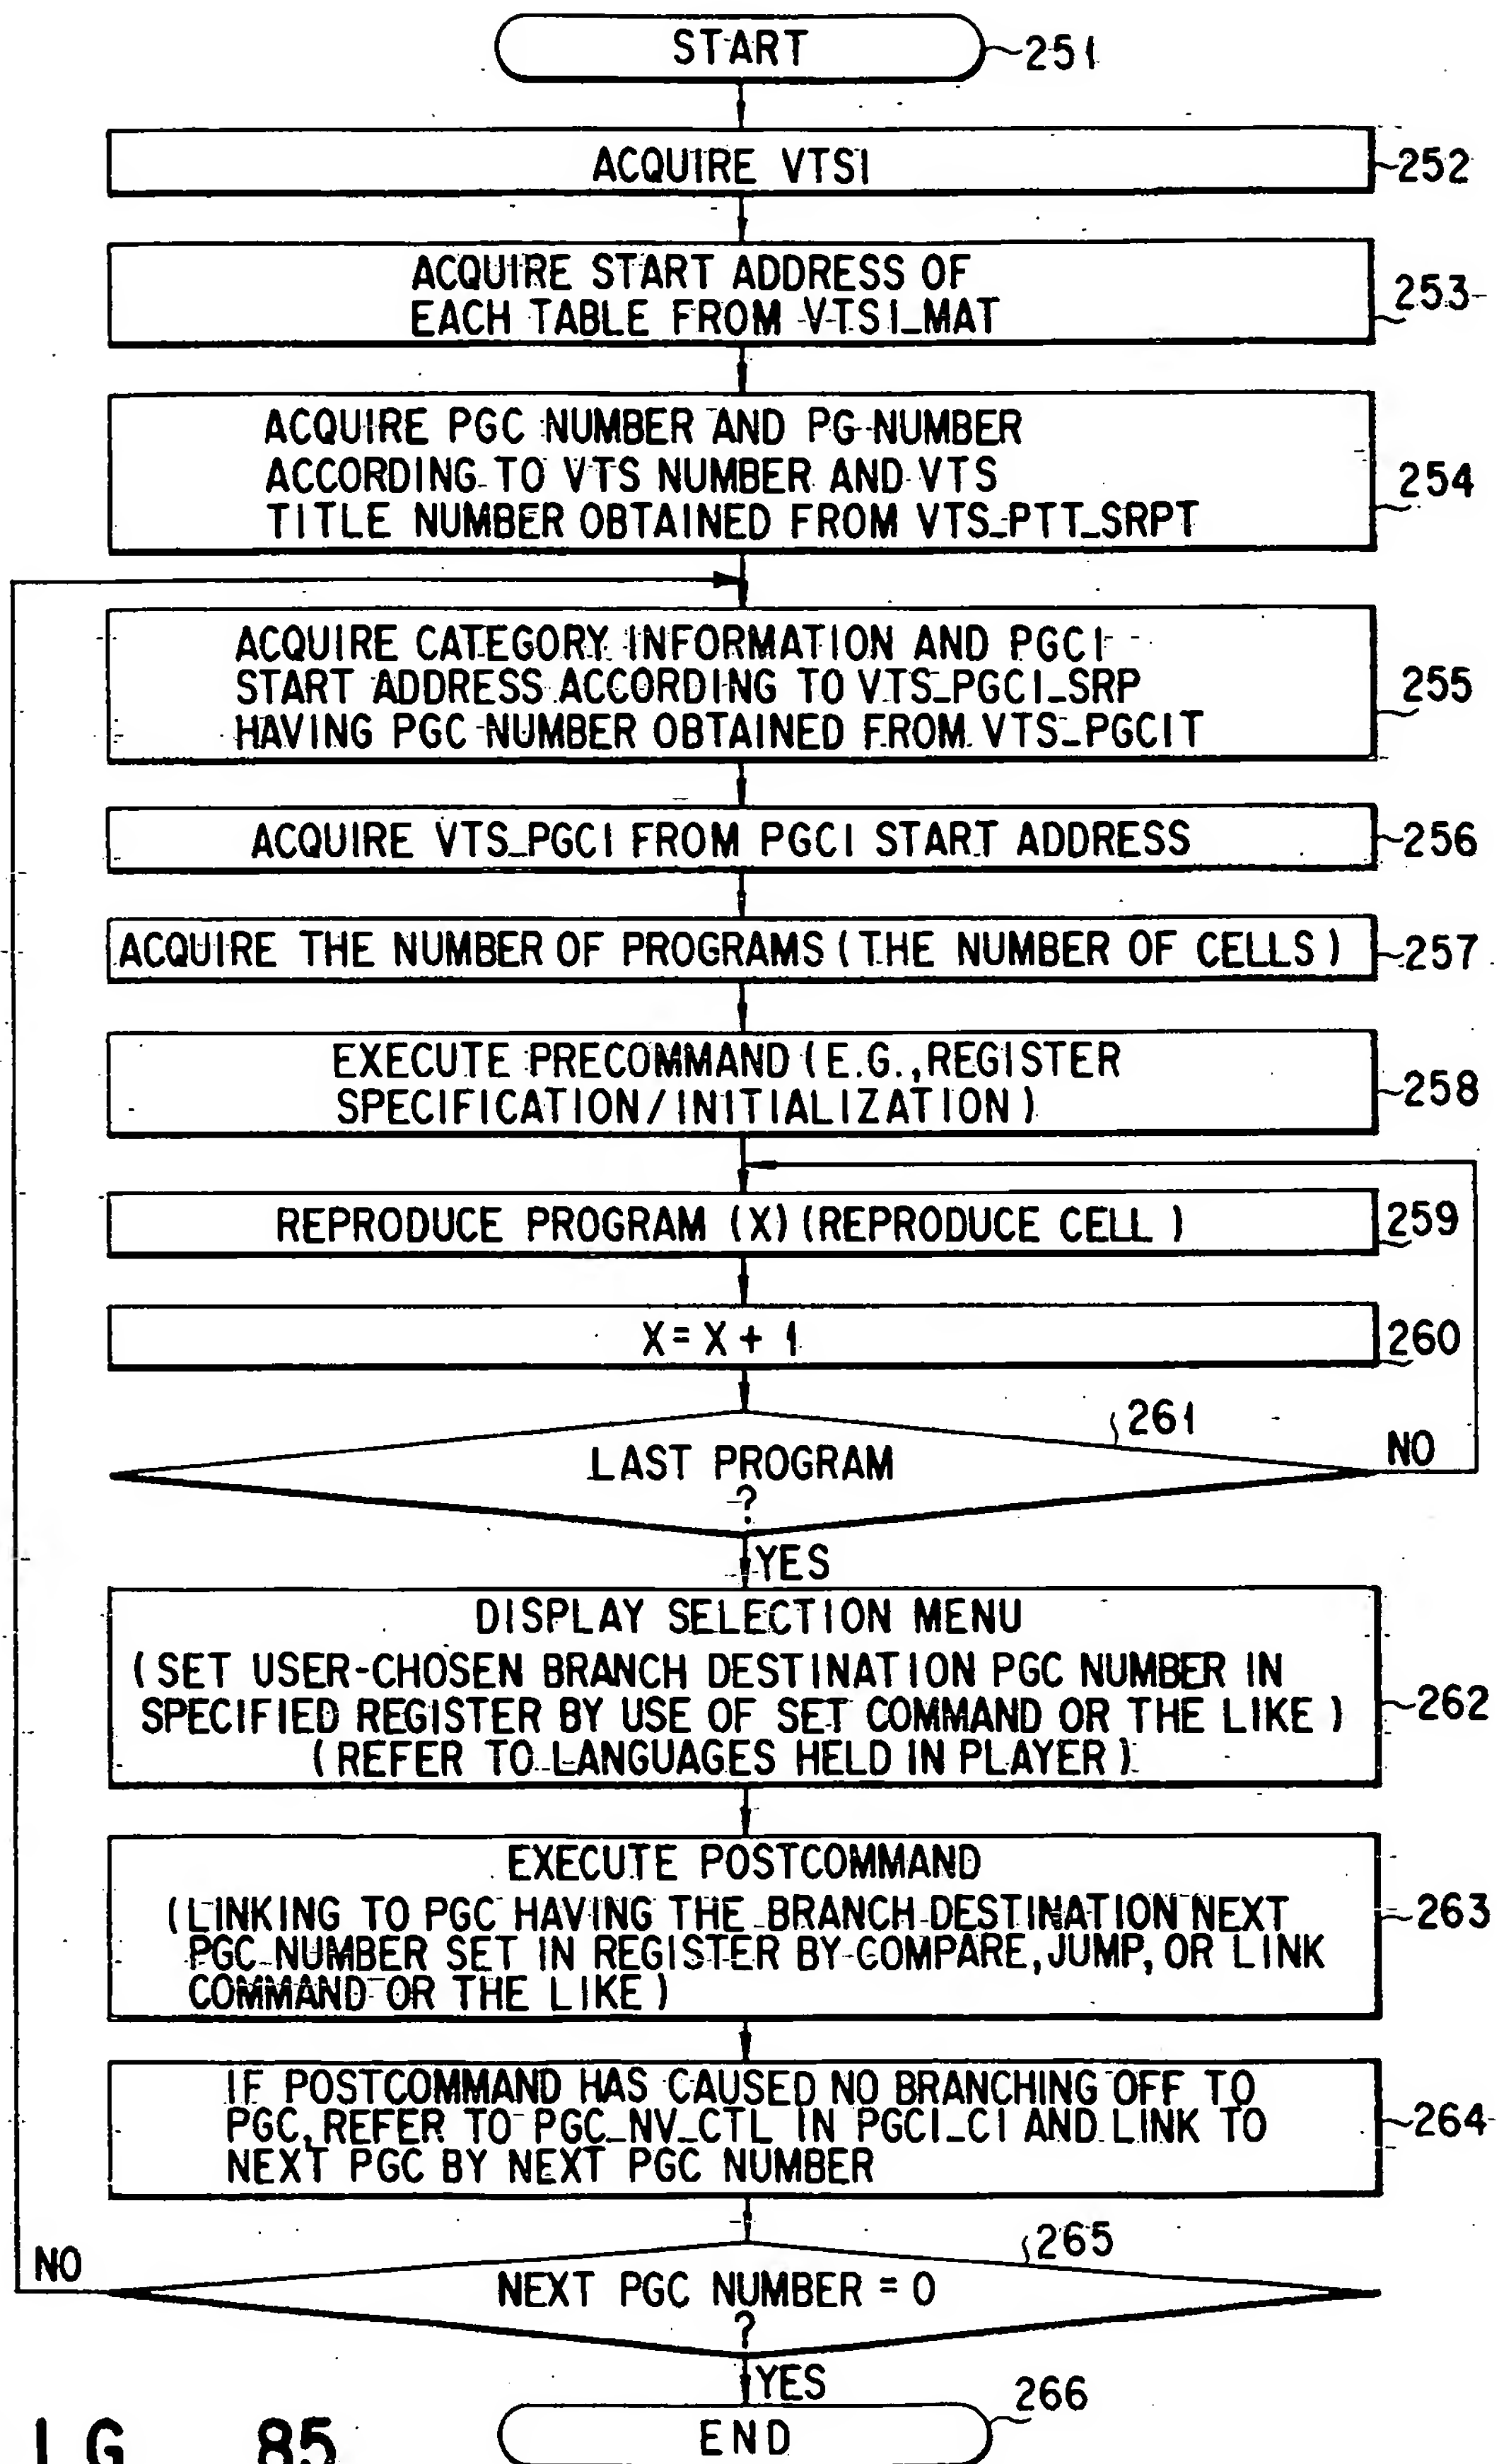 START
251
ACQUIRE VTSI
252
ACQUIRE START ADDRESS OF
EACH TABLE FROM VTSI_MAT
253
ACQUIRE PGC NUMBER AND PG NUMBER
ACCORDING TO VTS NUMBER AND VTS
TITLE NUMBER OBTAINED FROM VTS_PTT_SRPT
254
ACQUIRE CATEGORY INFORMATION AND PGCI
START ADDRESS ACCORDING TO VTS_PGCI_SRP
HAVING PGC NUMBER OBTAINED FROM VTS_PGCIT
255
ACQUIRE VTS_PGCI FROM PGCI START ADDRESS
256
ACQUIRE THE NUMBER OF PROGRAMS (THE NUMBER OF CELLS)
257
EXECUTE PRECOMMAND (E.G., REGISTER
SPECIFICATION/INITIALIZATION)
258
REPRODUCE PROGRAM (X) (REPRODUCE CELL)
259
X = X + 1
260
261
LAST PROGRAM
?
NO
YES
DISPLAY SELECTION MENU
(SET USER-CHOSEN BRANCH DESTINATION PGC NUMBER IN
SPECIFIED REGISTER BY USE OF SET COMMAND OR THE LIKE)
(REFER TO LANGUAGES HELD IN PLAYER)
262
EXECUTE POSTCOMMAND
(LINKING TO PGC HAVING THE BRANCH DESTINATION NEXT
PGC NUMBER SET IN REGISTER BY COMPARE, JUMP, OR LINK
COMMAND OR THE LIKE)
263
IF POSTCOMMAND HAS CAUSED NO BRANCHING OFF TO
PGC, REFER TO PGC_NV_CTL IN PGCI_CI AND LINK TO
NEXT PGC BY NEXT PGC NUMBER
264
265
NO
NEXT PGC NUMBER = 0
?
YES
266
END
IG 85